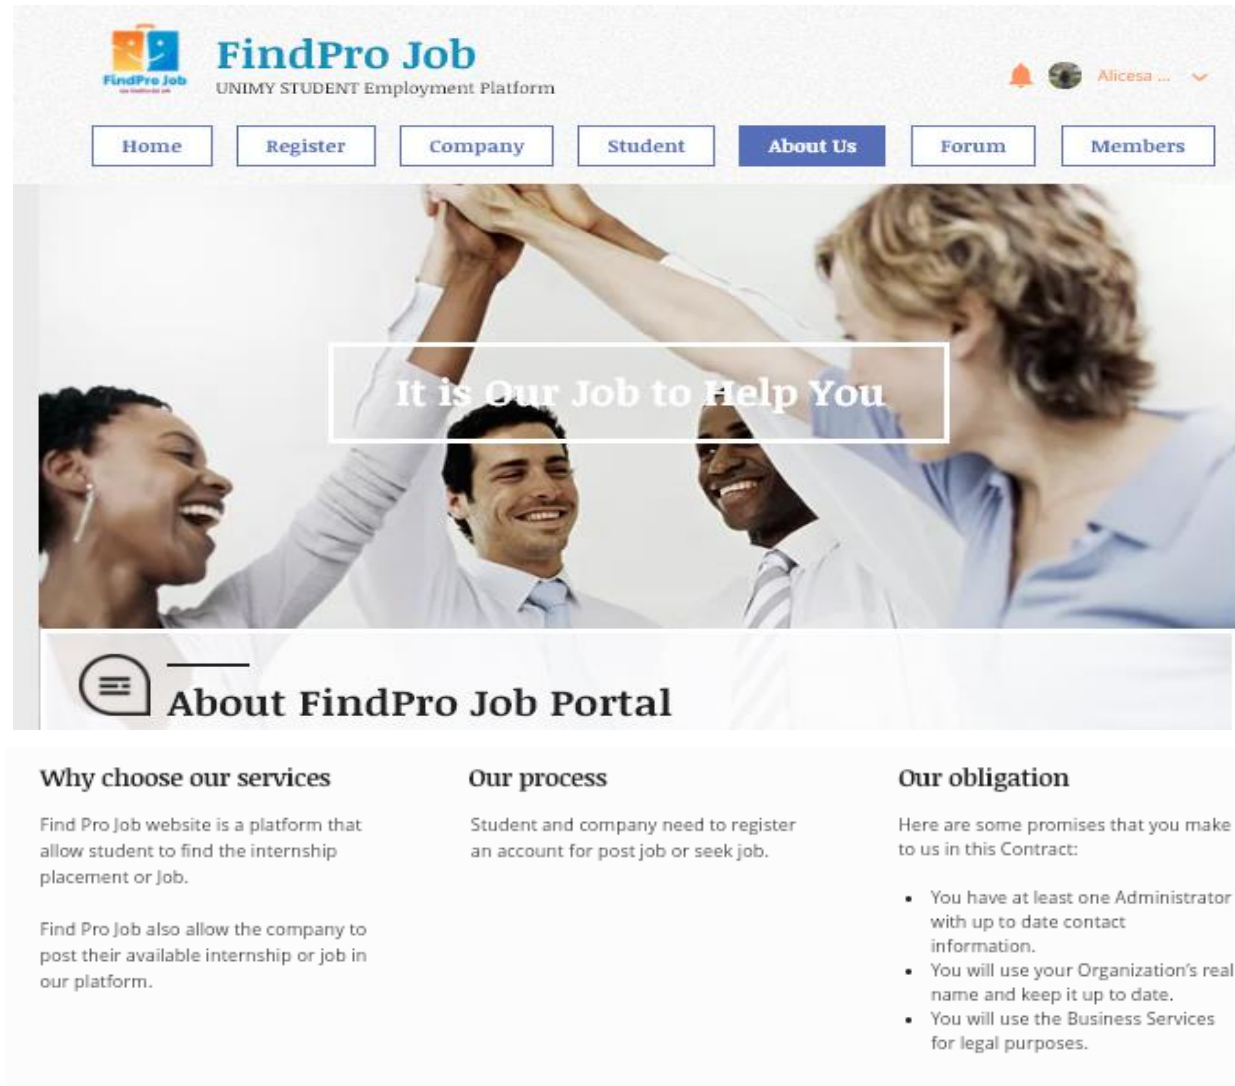 FindPro Job
FindPro Job
UNIMY STUDENT Employment Platform
Alicesa ...
Home
Register
Company
Student
About Us
Forum
Members
It is Our Job to Help You
About FindPro Job Portal
Why choose our services
Find Pro Job website is a platform that
allow student to find the internship
placement or Job.
Find Pro Job also allow the company to
post their available internship or job in
our platform.
Our process
Student and company need to register
an account for post job or seek job.
Our obligation
Here are some promises that you make
to us in this Contract:
• You have at least one Administrator
with up to date contact
information.
• You will use your Organization's real
name and keep it up to date.
• You will use the Business Services
for legal purposes.